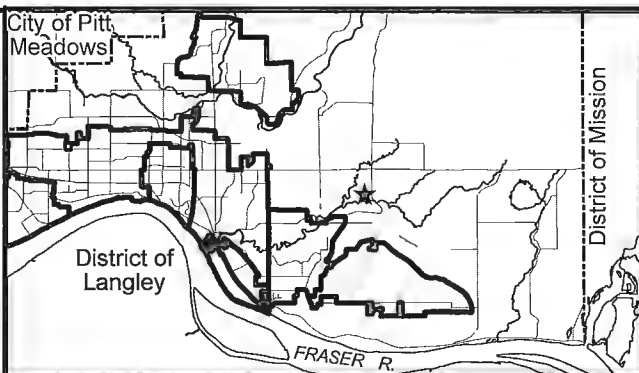 City of Pitt
Meadows
District of Mission
District of
Langley
FRASER R.